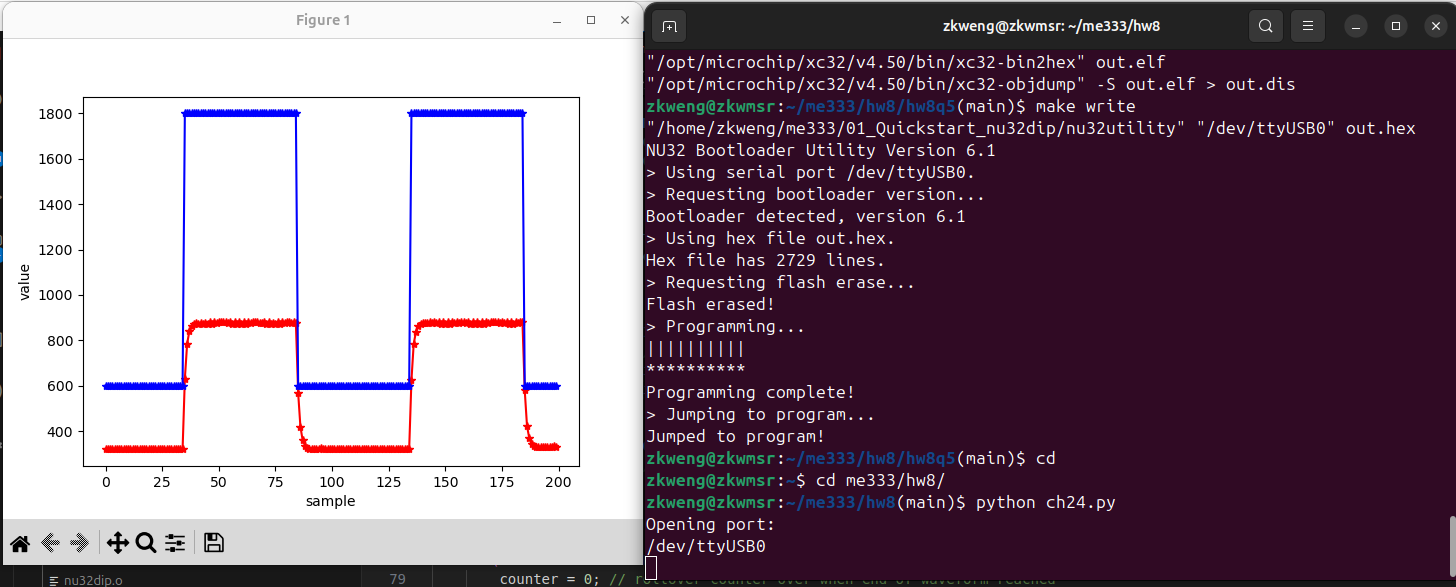 Figure 1
1800
1600
1400
1200
1000
800
600
400
value
0 25 50 75 100 125 150 175 200
sample
nu32dip.o
79 counter = 0; // rollover counter over when end of waveform reached
zkweng@zkwmsr: ~/me333/hw8
"/opt/microchip/xc32/v4.50/bin/xc32-bin2hex" out.elf
"/opt/microchip/xc32/v4.50/bin/xc32-objdump" -S out.elf > out.dis
zkweng@zkwmsr:~/me333/hw8/hw8q5(main)$ make write
"/home/zkweng/me333/01_Quickstart_nu32dip/nu32utility" "/dev/ttyUSB0" out.hex
NU32 Bootloader Utility Version 6.1
> Using serial port /dev/ttyUSB0.
> Requesting bootloader version...
Bootloader detected, version 6.1
> Using hex file out.hex.
Hex file has 2729 lines.
> Requesting flash erase...
Flash erased!
> Programming...
||||||||||
**********
Programming complete!
> Jumping to program...
Jumped to program!
zkweng@zkwmsr:~/me333/hw8/hw8q5(main)$ cd
zkweng@zkwmsr:~$ cd me333/hw8/
zkweng@zkwmsr:~/me333/hw8(main)$ python ch24.py
Opening port:
/dev/ttyUSB0